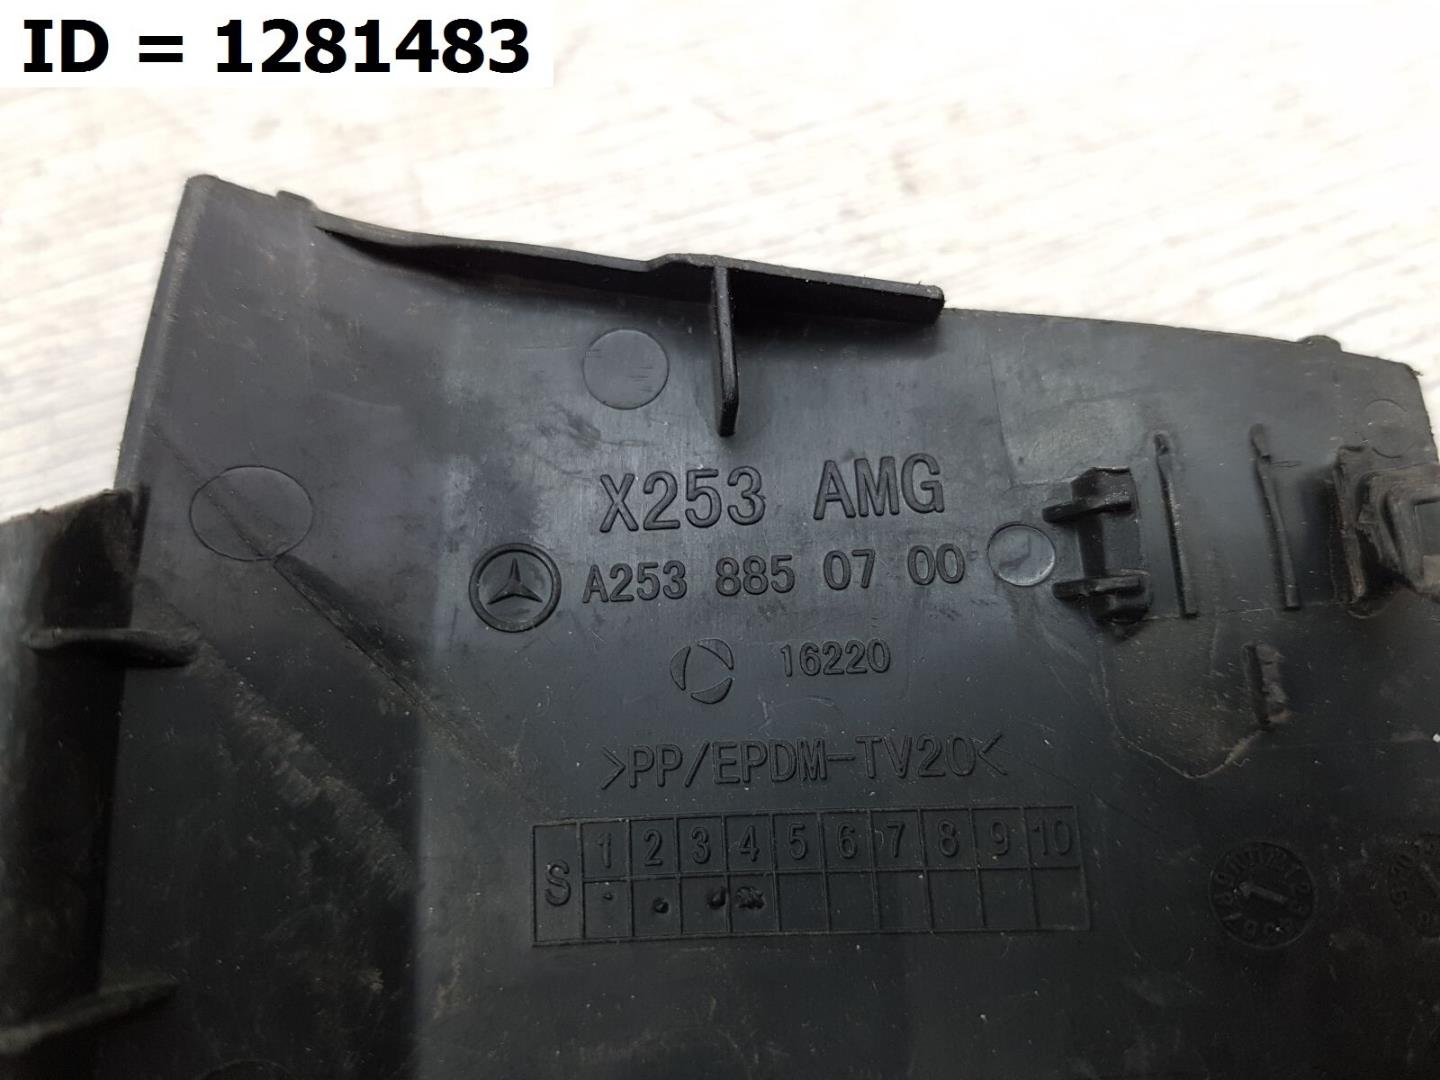 ID = 1281483
X253 AMG
A253 885 07 00
16220
>PP/EPDM-TV20<
S 1 2 3 4 5 6 7 8 9 10